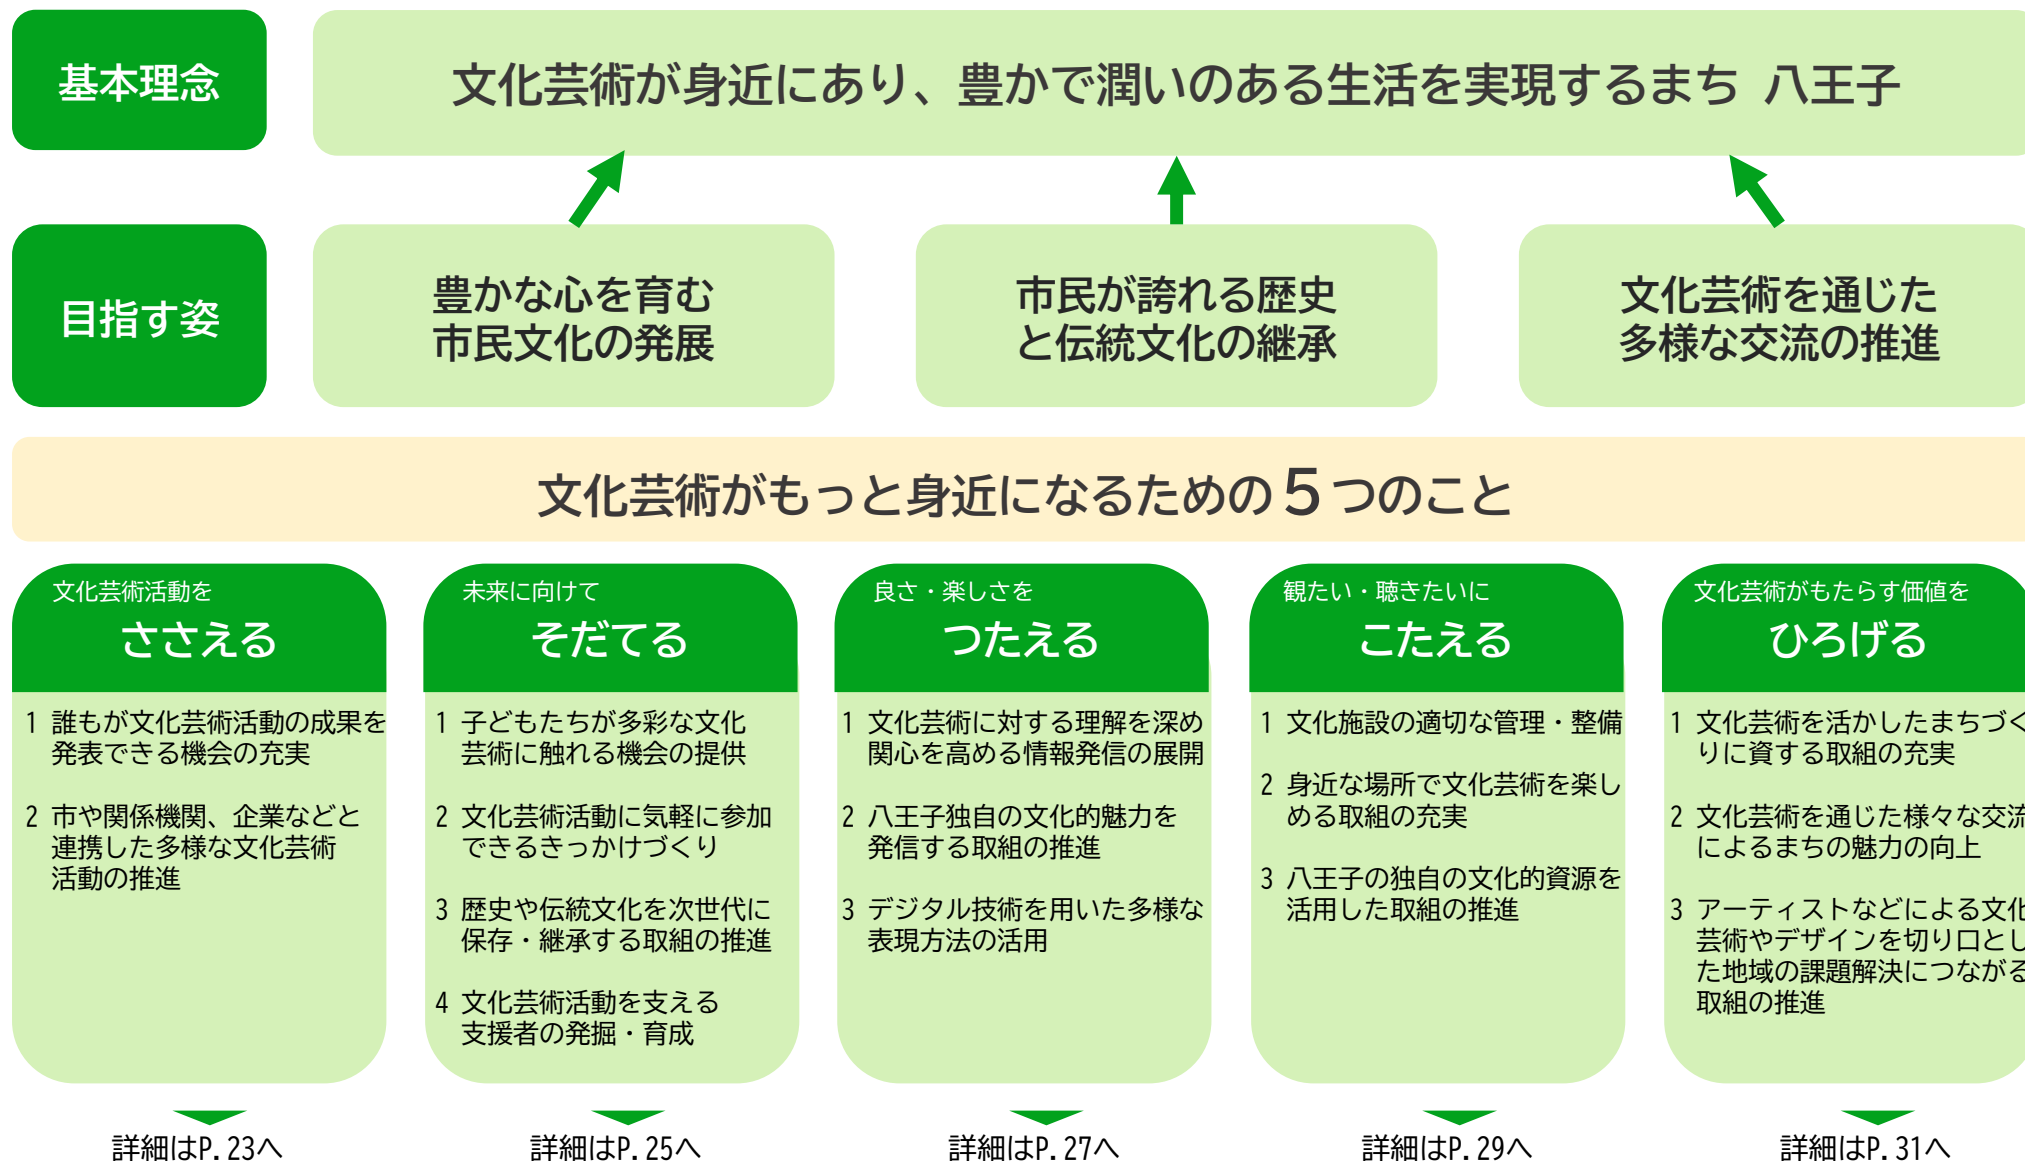 基本理念
文化芸術が身近にあり、豊かで潤いのある生活を実現するまち 八王子
目指す姿
豊かな心を育む
市民文化の発展
市民が誇れる歴史
と伝統文化の継承
文化芸術を通じた
多様な交流の推進
文化芸術がもっと身近になるための５つのこと
文化芸術活動を
ささえる
1 誰もが文化芸術活動の成果を
発表できる機会の充実
2 市や関係機関、企業などと
連携した多様な文化芸術
活動の推進
詳細はP.23へ
未来に向けて
そだてる
1 子どもたちが多彩な文化
芸術に触れる機会の提供
2 文化芸術活動に気軽に参加
できるきっかけづくり
3 歴史や伝統文化を次世代に
保存・継承する取組の推進
4 文化芸術活動を支える
支援者の発掘・育成
詳細はP.25へ
良さ・楽しさを
つたえる
1 文化芸術に対する理解を深め
関心を高める情報発信の展開
2 八王子独自の文化的魅力を
発信する取組の推進
3 デジタル技術を用いた多様な
表現方法の活用
詳細はP.27へ
観たい・聴きたいに
こたえる
1 文化施設の適切な管理・整備
2 身近な場所で文化芸術を楽し
める取組の充実
3 八王子の独自の文化的資源を
活用した取組の推進
詳細はP.29へ
文化芸術がもたらす価値を
ひろげる
1 文化芸術を活かしたまちづく
りに資する取組の充実
2 文化芸術を通じた様々な交流
によるまちの魅力の向上
3 アーティストなどによる文化
芸術やデザインを切り口とし
た地域の課題解決につながる
取組の推進
詳細はP.31へ